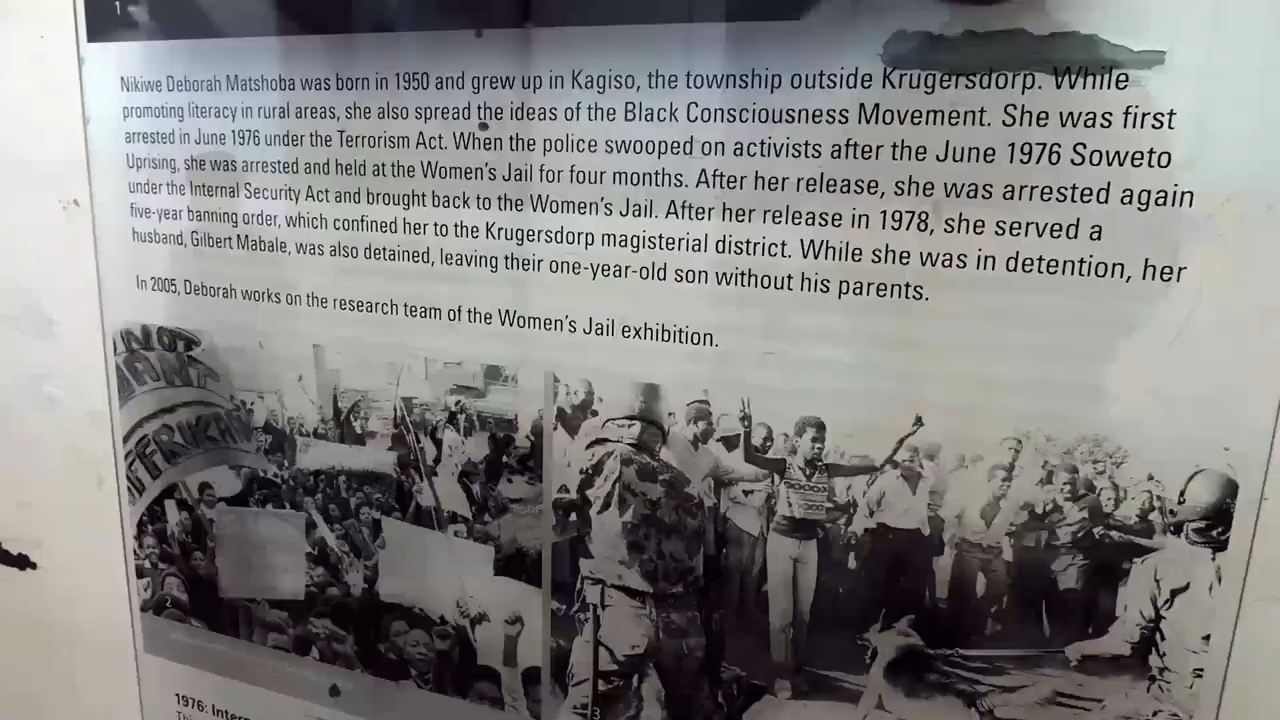 1
Nikiwe Deborah Matshoba was born in 1950 and grew up in Kagiso, the township outside Krugersdorp. While
promoting literacy in rural areas, she also spread the ideas of the Black Consciousness Movement. She was first
arrested in June 1976 under the Terrorism Act. When the police swooped on activists after the June 1976 Soweto
Uprising, she was arrested and held at the Women's Jail for four months. After her release, she was arrested again
under the Internal Security Act and brought back to the Women's Jail. After her release in 1978, she served a
five-year banning order, which confined her to the Krugersdorp magisterial district. While she was in detention, her
husband, Gilbert Mabale, was also detained, leaving their one-year-old son without his parents.
In 2005, Deborah works on the research team of the Women's Jail exhibition.
NOT
2
3
1976: